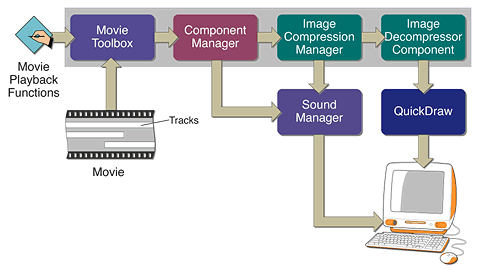 Movie
Playback
Functions
Movie
Toolbox
Component
Manager
Image
Compression
Manager
Image
Decompressor
Component
Tracks
Movie
Sound
Manager
QuickDraw